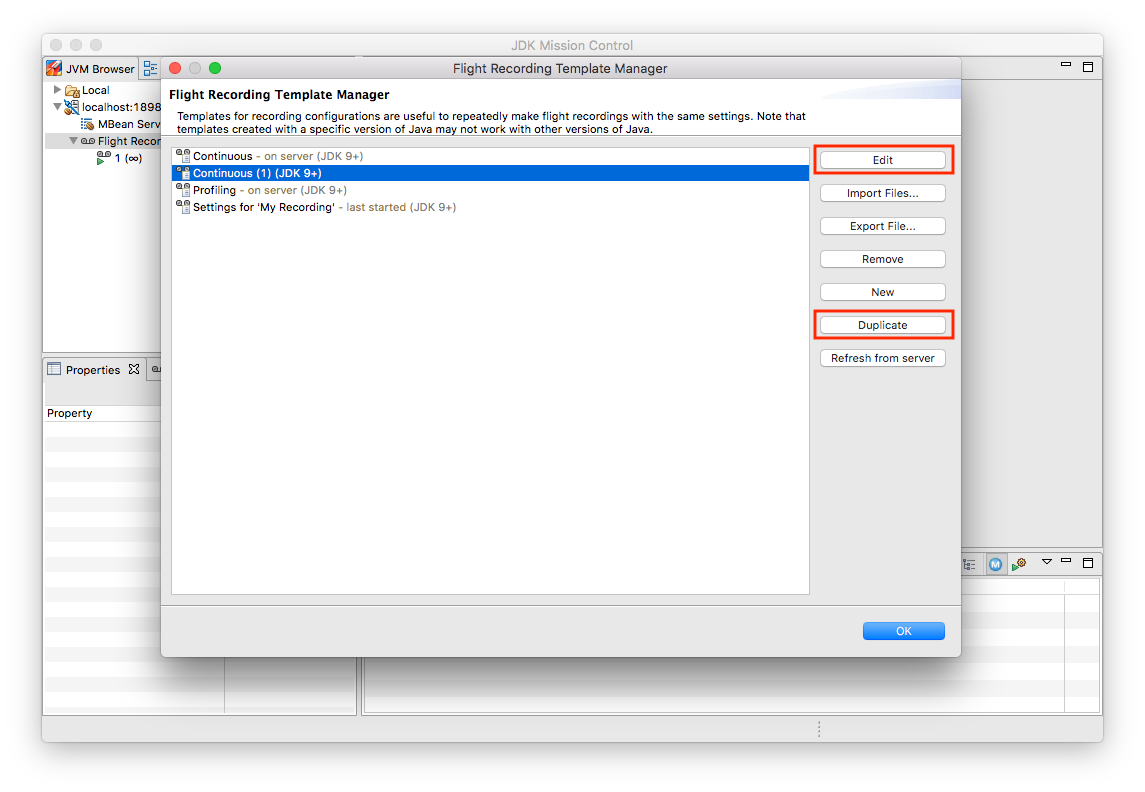 JDK Mission Control
JVM Browser
Flight Recording Template Manager
Local
localhost:1898
MBean Serv
Flight Recor
1 (∞)
Flight Recording Template Manager
Templates for recording configurations are useful to repeatedly make flight recordings with the same settings. Note that
templates created with a specific version of Java may not work with other versions of Java.
Continuous - on server (JDK 9+)
Continuous (1) (JDK 9+)
Profiling - on server (JDK 9+)
Settings for 'My Recording' - last started (JDK 9+)
Edit
Import Files...
Export File...
Remove
New
Duplicate
Refresh from server
Properties
Property
M
OK